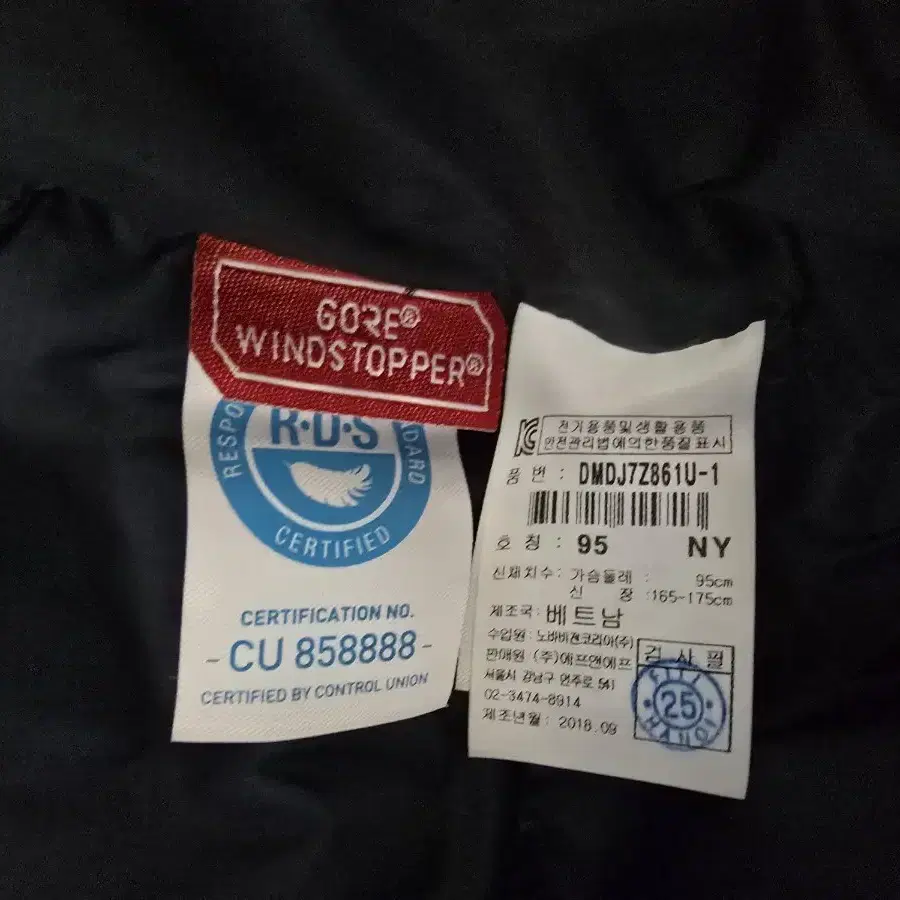 GORE®
WINDSTOPPER®
RESPO DARD
R·D·S
CERTIFIED
CERTIFICATION NO.
- CU 858888 -
CERTIFIED BY CONTROL UNION
전기용품및생활용품
안전관리법에의한품질표시
품 번 : DMDJ7Z861U-1
호 칭 : 95 NY
신체치수 : 가슴둘레 : 95cm
신 장 :165-175cm
제조국: 베트남
수입원 : 노바비젼코리아(주)
판매원 (주)에프앤에프
서울시 강남구 언주로 541
02-3474-8914
제조년월 : 2018.09
검사필
FILL
25
HANOI